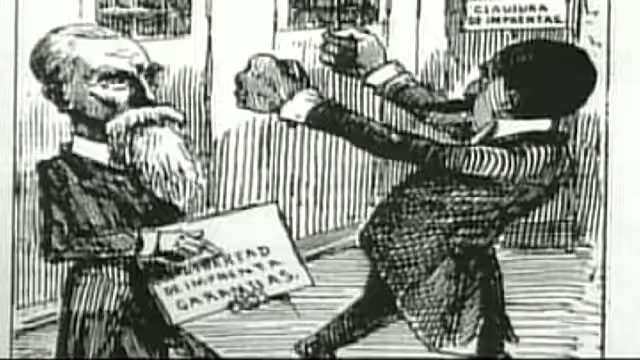 CLAUSURA
DE IMPRENTAS
LIBERTAD
DE IMPRENTA
GARANTIAS